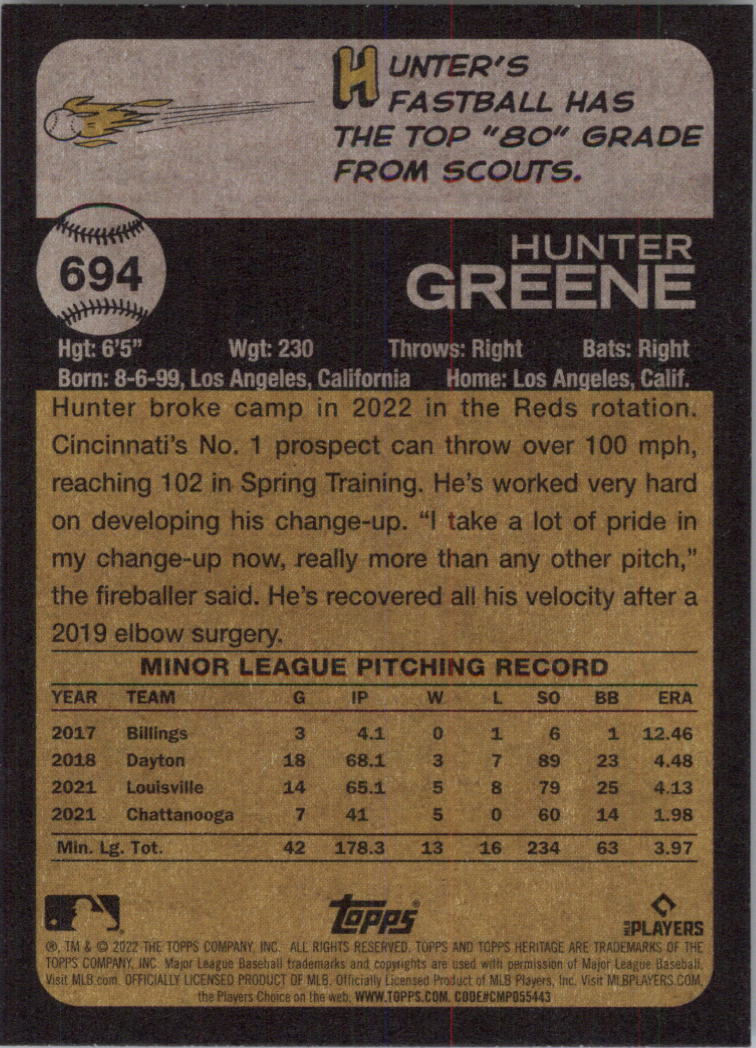 HUNTER'S
FASTBALL HAS
THE TOP "80" GRADE
FROM SCOUTS.
694
HUNTER
GREENE
Hgt: 6'5" Wgt: 230 Throws: Right Bats: Right
Born: 8-6-99, Los Angeles, California Home: Los Angeles, Calif.
Hunter broke camp in 2022 in the Reds rotation.
Cincinnati's No. 1 prospect can throw over 100 mph,
reaching 102 in Spring Training. He's worked very hard
on developing his change-up. “I take a lot of pride in
my change-up now, really more than any other pitch,”
the fireballer said. He's recovered all his velocity after a
2019 elbow surgery.
MINOR LEAGUE PITCHING RECORD
YEAR TEAM G IP W L SO BB ERA
2017 Billings 3 4.1 0 1 6 1 12.46
2018 Dayton 18 68.1 3 7 89 23 4.48
2021 Louisville 14 65.1 5 8 79 25 4.13
2021 Chattanooga 7 41 5 0 60 14 1.98
Min. Lg. Tot. 42 178.3 13 16 234 63 3.97
Topps®
MLB PLAYERS
®, TM & © 2022 THE TOPPS COMPANY, INC. ALL RIGHTS RESERVED. TOPPS AND TOPPS HERITAGE ARE TRADEMARKS OF THE
TOPPS COMPANY, INC. Major League Baseball trademarks and copyrights are used with permission of Major League Baseball.
Visit MLB.com. OFFICIALLY LICENSED PRODUCT OF MLB. Officially Licensed Product of MLB Players, Inc. Visit MLBPLAYERS.COM,
the Players Choice on the web. WWW.TOPPS.COM. CODE#CMP055443